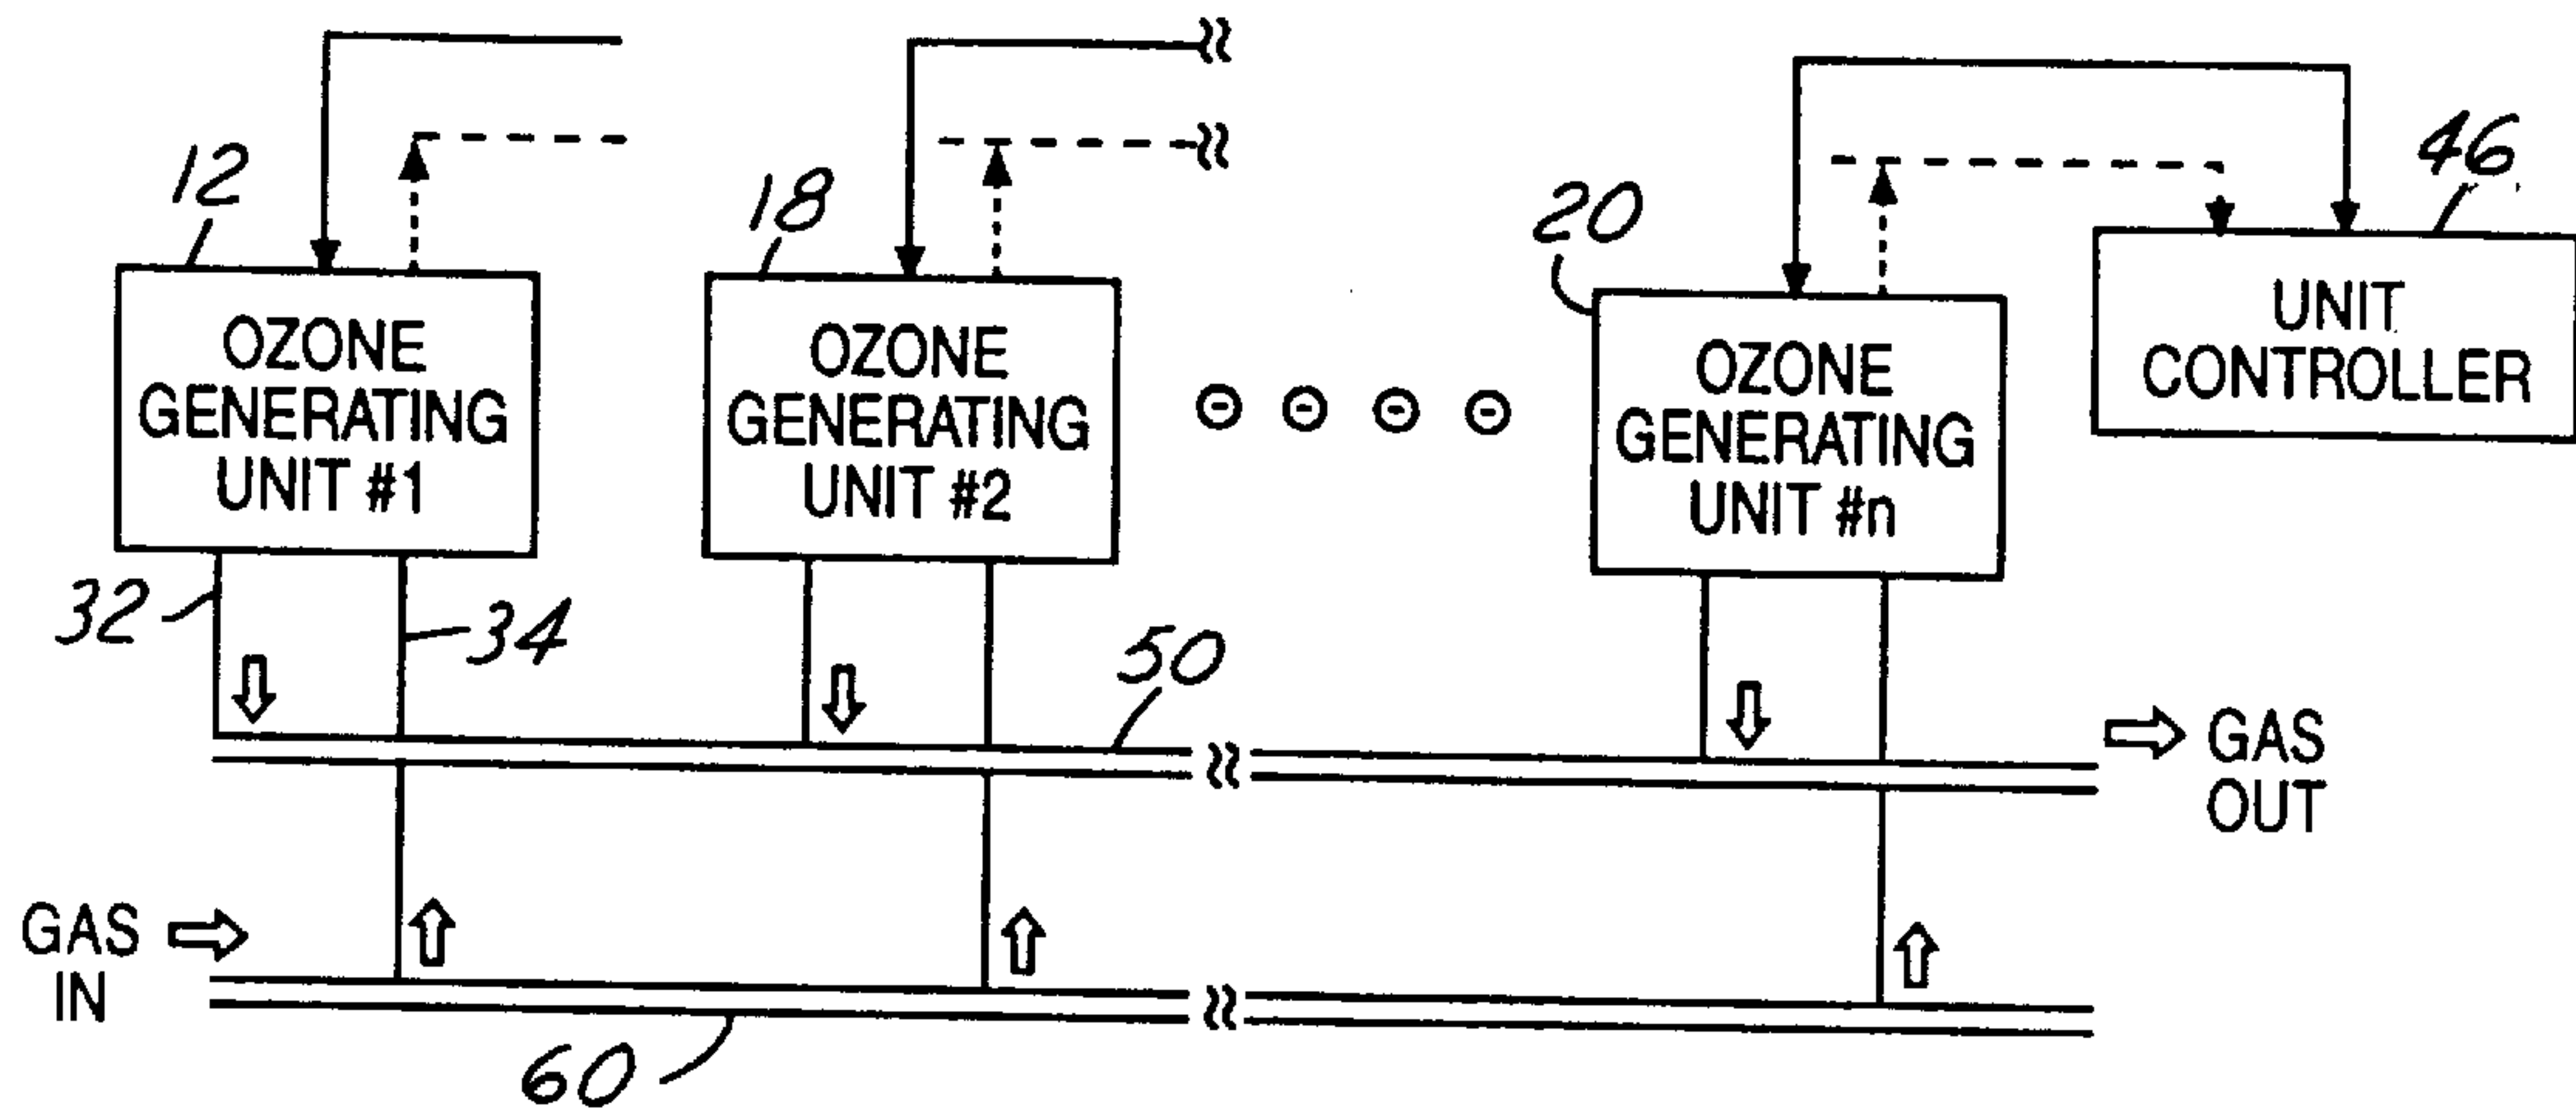 12
18
20
46
OZONE
GENERATING
UNIT #1
OZONE
GENERATING
UNIT #2
OZONE
GENERATING
UNIT #n
UNIT
CONTROLLER
32
34
50
GAS
OUT
GAS
IN
60